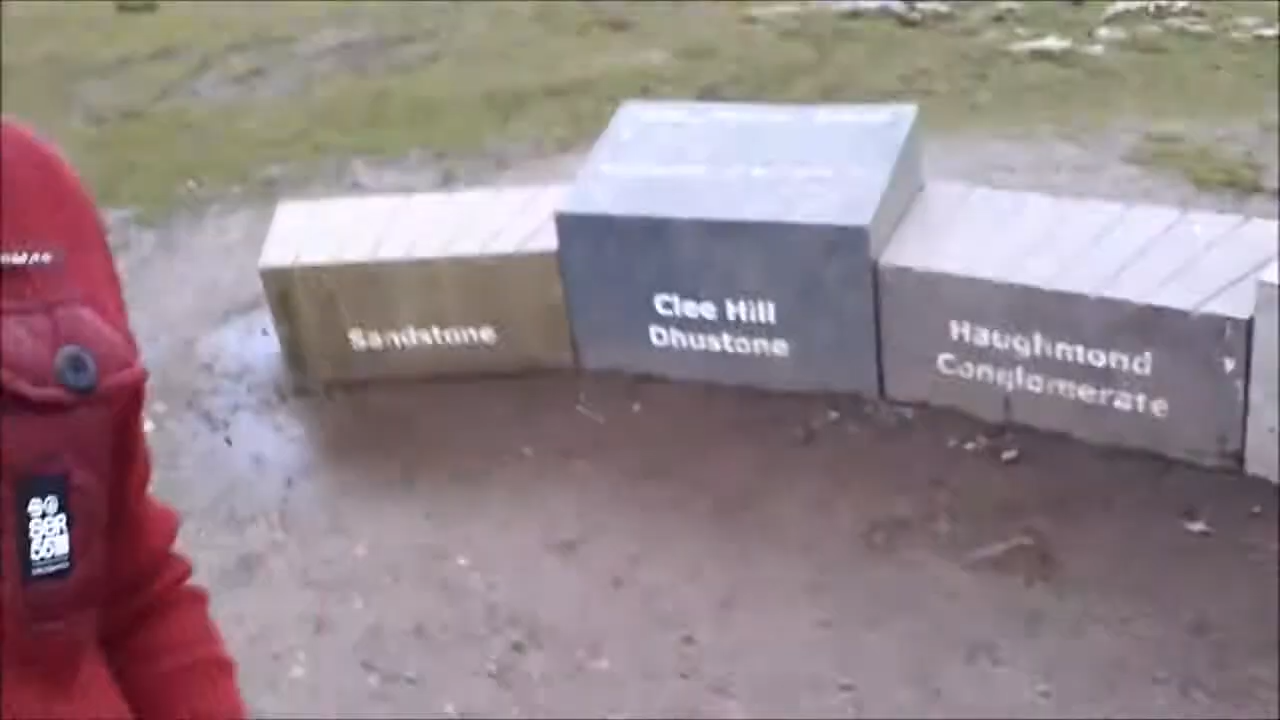 Sandstone
Clee Hill
Dhustone
Haughmond
Conglomerate